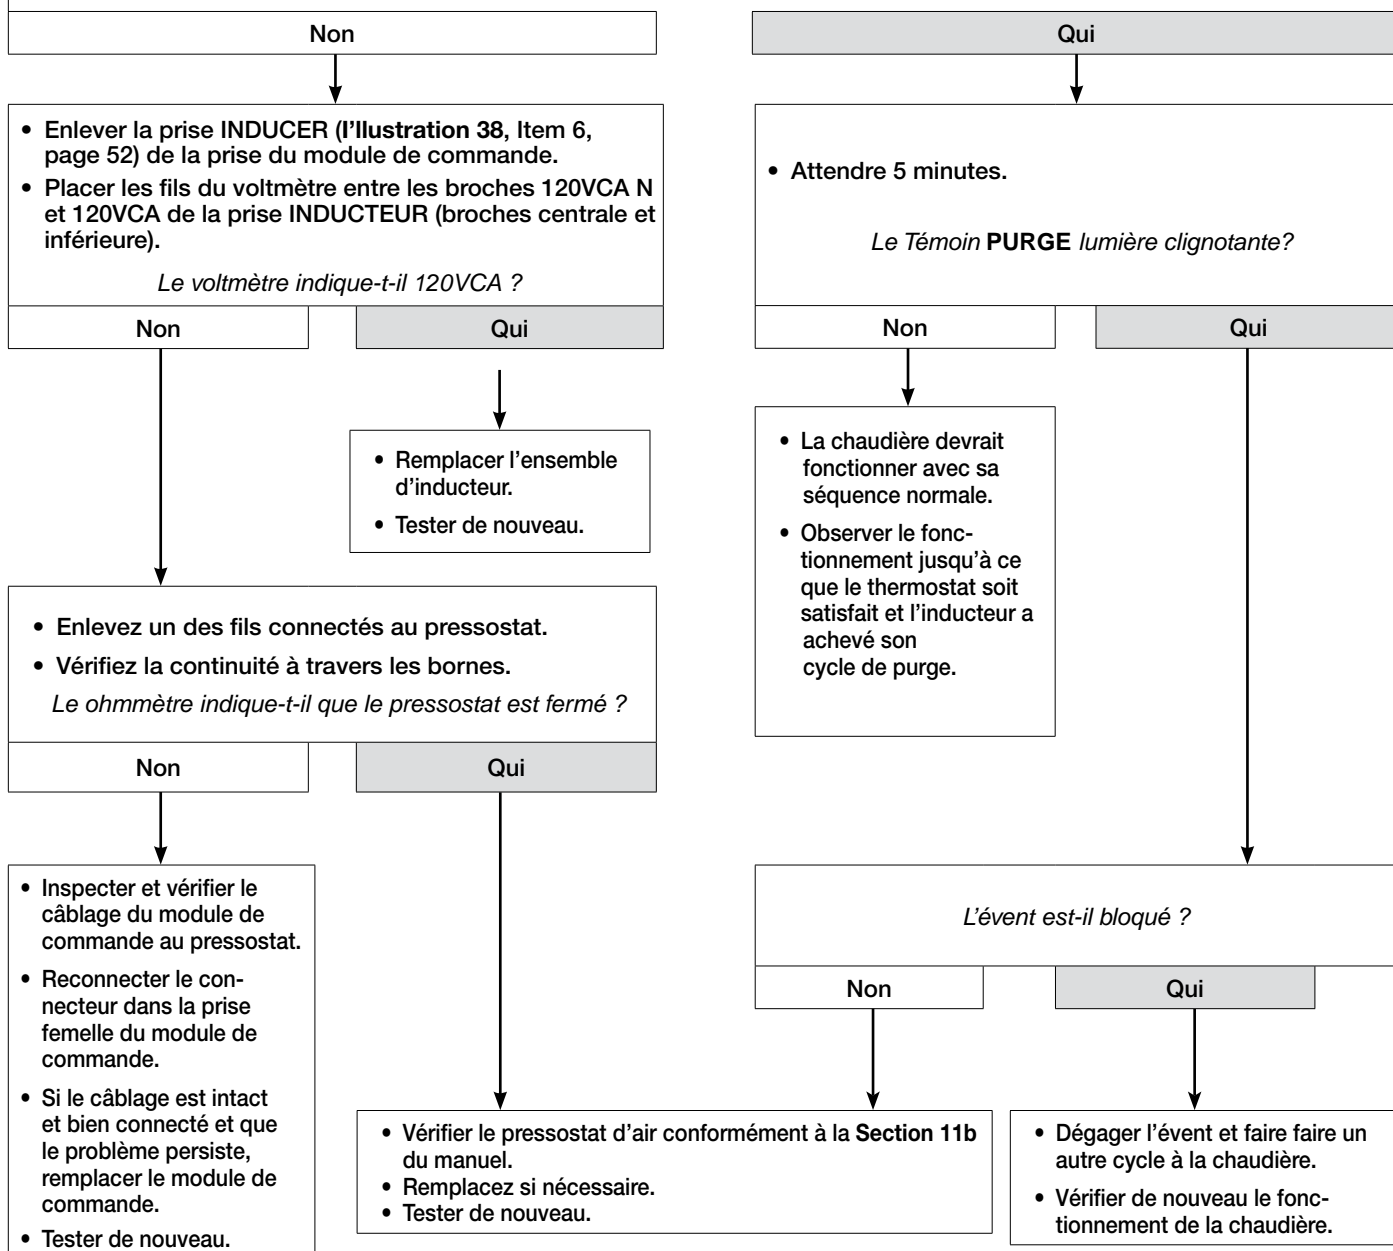 Non
Qui
• Enlever la prise INDUCER (l'Ilustration 38, Item 6,
page 52) de la prise du module de commande.
• Placer les fils du voltmètre entre les broches 120VCA N
et 120VCA de la prise INDUCTEUR (broches centrale et
inférieure).
Le voltmètre indique-t-il 120VCA ?
Non
Qui
• Attendre 5 minutes.
Le Témoin PURGE lumière clignotante?
Non
Qui
• Remplacer l'ensemble
d'inducteur.
• Tester de nouveau.
• La chaudière devrait
fonctionner avec sa
séquence normale.
• Observer le fonc-
tionnement jusqu'à ce
que le thermostat soit
satisfait et l'inducteur a
achevé son
cycle de purge.
• Enlevez un des fils connectés au pressostat.
• Vérifiez la continuité à travers les bornes.
Le ohmmètre indique-t-il que le pressostat est fermé ?
Non
Qui
• Inspecter et vérifier le
câblage du module de
commande au pressostat.
• Reconnecter le con-
necteur dans la prise
femelle du module de
commande.
• Si le câblage est intact
et bien connecté et que
le problème persiste,
remplacer le module de
commande.
• Tester de nouveau.
L'évent est-il bloqué ?
Non
Qui
• Vérifier le pressostat d'air conformément à la Section 11b
du manuel.
• Remplacez si nécessaire.
• Tester de nouveau.
• Dégager l'évent et faire faire un
autre cycle à la chaudière.
• Vérifier de nouveau le fonc-
tionnement de la chaudière.